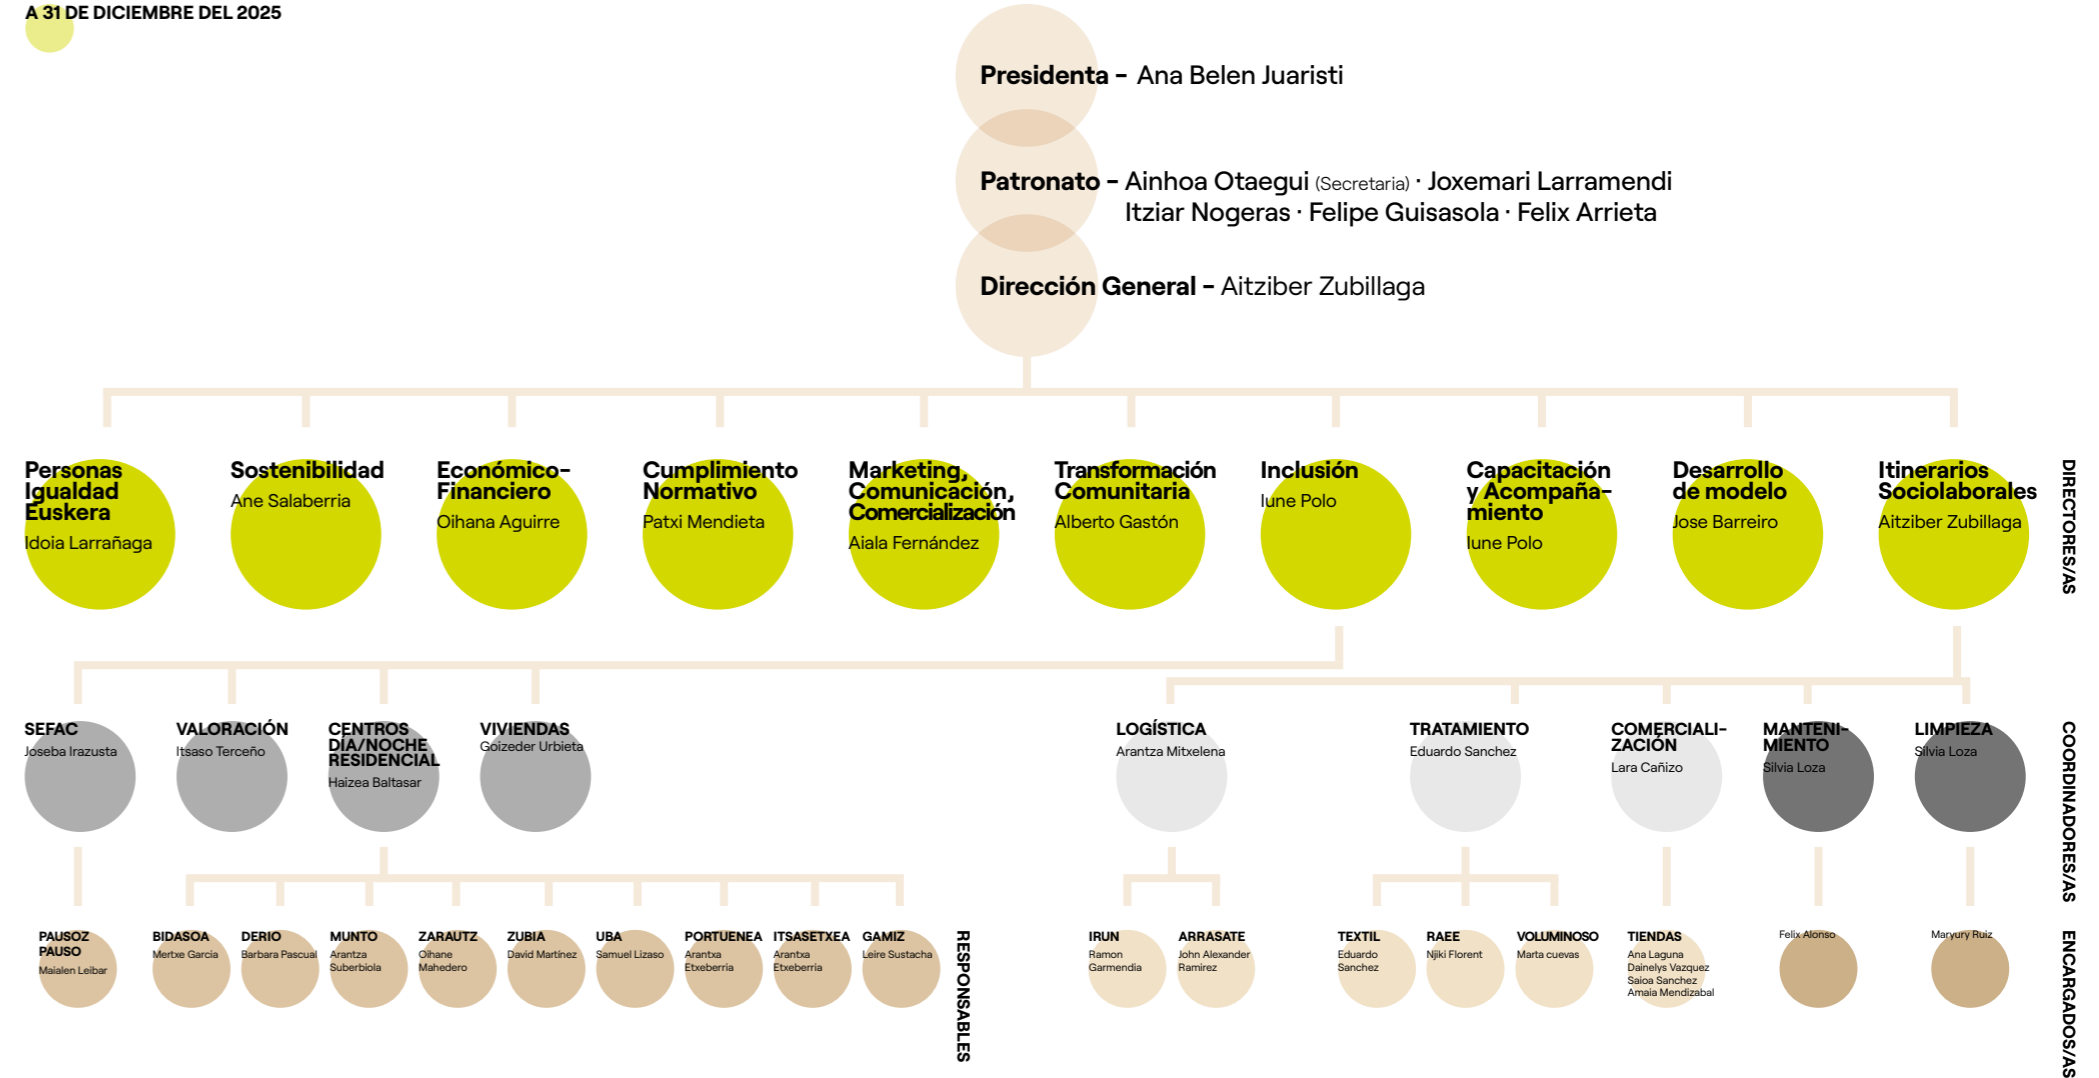 A 31 DE DICIEMBRE DEL 2025
Presidenta – Ana Belen Juaristi
Patronato – Ainhoa Otaegui (Secretaria) · Joxemari Larramendi
Itziar Nogeras · Felipe Guisasola · Felix Arrieta
Dirección General – Aitziber Zubillaga
Personas
Igualdad
Euskera
Idoia Larrañaga
Sostenibilidad
Ane Salaberria
Económico-
Financiero
Oihana Aguirre
Cumplimiento
Normativo
Patxi Mendieta
Marketing,
Comunicación,
Comercialización
Aiala Fernández
Transformación
Comunitaria
Alberto Gastón
Inclusión
Iune Polo
Capacitación
y Acompaña-
miento
Iune Polo
Desarrollo
de modelo
Jose Barreiro
Itinerarios
Sociolaborales
Aitziber Zubillaga
DIRECTORES/AS
SEFAC
Joseba Irazusta
VALORACIÓN
Itsaso Terceño
CENTROS
DÍA/NOCHE
RESIDENCIAL
Haizea Baltasar
VIVIENDAS
Goizeder Urbieta
LOGÍSTICA
Arantza Mitxelena
TRATAMIENTO
Eduardo Sanchez
COMERCIALI-
ZACIÓN
Lara Cañizo
MANTENI-
MIENTO
Silvia Loza
LIMPIEZA
Silvia Loza
COORDINADORES/AS
PAUSOZ
PAUSO
Maialen Leibar
BIDASOA
Mertxe Garcia
DERIO
Barbara Pascual
MUNTO
Arantza
Suberbiola
ZARAUTZ
Oihane
Mahedero
ZUBIA
David Martínez
UBA
Samuel Lizaso
PORTUENEA
Arantxa
Etxeberria
ITSASETXEA
Arantxa
Etxeberria
GAMIZ
Leire Sustacha
RESPONSABLES
IRUN
Ramon
Garmendia
ARRASATE
John Alexander
Ramirez
TEXTIL
Eduardo
Sanchez
RAEE
Njiki Florent
VOLUMINOSO
Marta cuevas
TIENDAS
Ana Laguna
Dainelys Vazquez
Saioa Sanchez
Amaia Mendizabal
Felix Alonso
Maryury Ruiz
ENCARGADOS/AS